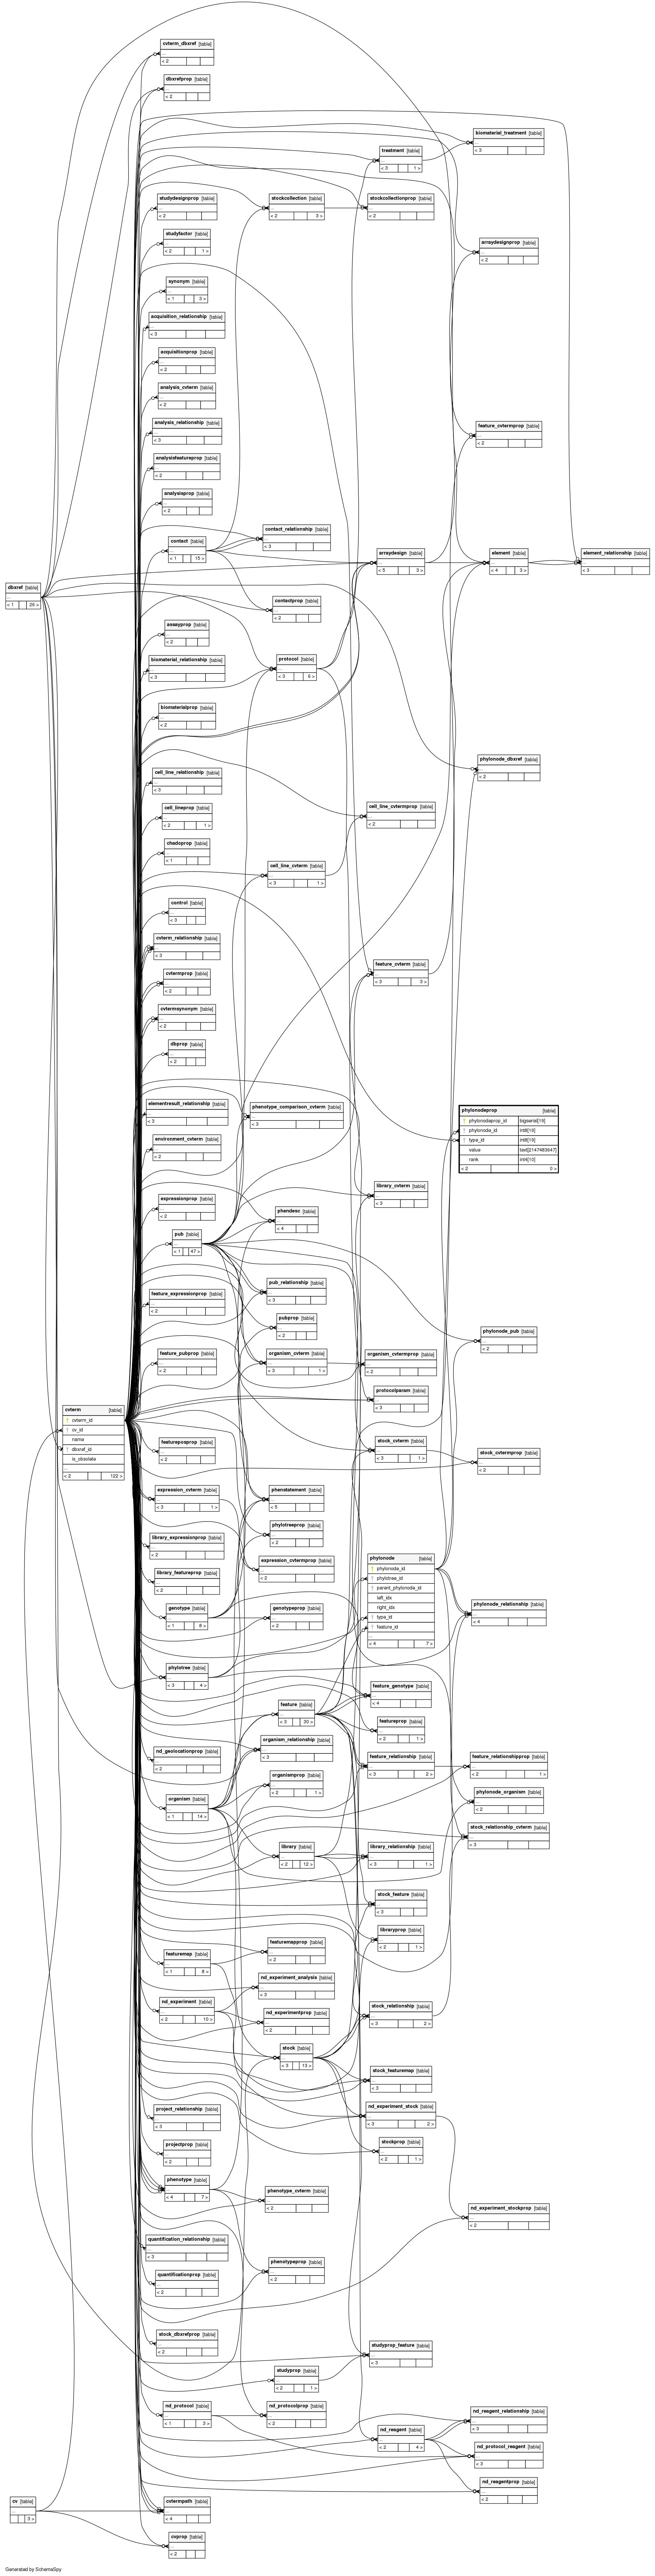 cvterm_dbxref [table]
...
< 2
dbxrefprop [table]
...
< 2
biomaterial_treatment [table]
...
< 3
treatment [table]
...
< 3 1 >
studydesignprop [table]
...
< 2
stockcollection [table]
...
< 2 3 >
stockcollectionprop [table]
...
< 2
studyfactor [table]
...
< 2 1 >
arraydesignprop [table]
...
< 2
synonym [table]
...
< 1 3 >
acquisition_relationship [table]
...
< 3
acquisitionprop [table]
...
< 2
analysis_cvterm [table]
...
< 2
analysis_relationship [table]
...
< 3
feature_cvtermprop [table]
...
< 2
analysisfeatureprop [table]
...
< 2
analysisprop [table]
...
< 2
contact [table]
...
< 1 15 >
contact_relationship [table]
...
< 3
arraydesign [table]
...
< 5 3 >
element [table]
...
< 4 3 >
element_relationship [table]
...
< 3
dbxref [table]
...
< 1 26 >
contactprop [table]
...
< 2
assayprop [table]
...
< 2
biomaterial_relationship [table]
...
< 3
protocol [table]
...
< 3 6 >
biomaterialprop [table]
...
< 2
phylonode_dbxref [table]
...
< 2
cell_line_relationship [table]
...
< 3
cell_lineprop [table]
...
< 2 1 >
cell_line_cvtermprop [table]
...
< 2
chadoprop [table]
...
< 1
cell_line_cvterm [table]
...
< 3 1 >
control [table]
...
< 3
cvterm_relationship [table]
...
< 3
cvtermprop [table]
...
< 2
feature_cvterm [table]
...
< 3 3 >
cvtermsynonym [table]
...
< 2
dbprop [table]
...
< 2
elementresult_relationship [table]
...
< 3
phenotype_comparison_cvterm [table]
...
< 3
phylonodeprop [table]
phylonodeprop_id bigserial[19]
phylonode_id int8[19]
type_id int8[19]
value text[2147483647]
rank int4[10]
< 2 0 >
environment_cvterm [table]
...
< 2
expressionprop [table]
...
< 2
library_cvterm [table]
...
< 3
phendesc [table]
...
< 4
pub [table]
...
< 1 47 >
feature_expressionprop [table]
...
< 2
pub_relationship [table]
...
< 3
pubprop [table]
...
< 2
phylonode_pub [table]
...
< 2
feature_pubprop [table]
...
< 2
organism_cvterm [table]
...
< 3 1 >
organism_cvtermprop [table]
...
< 2
protocolparam [table]
...
< 3
cvterm [table]
cvterm_id
cv_id
name
dbxref_id
is_obsolete
...
< 2 122 >
featureposprop [table]
...
< 2
stock_cvterm [table]
...
< 3 1 >
stock_cvtermprop [table]
...
< 2
expression_cvterm [table]
...
< 3 1 >
phenstatement [table]
...
< 5
library_expressionprop [table]
...
< 2
phylotreeprop [table]
...
< 2
expression_cvtermprop [table]
...
< 2
library_featureprop [table]
...
< 2
phylonode [table]
phylonode_id
phylotree_id
parent_phylonode_id
left_idx
right_idx
type_id
feature_id
...
< 4 7 >
genotype [table]
...
< 1 8 >
genotypeprop [table]
...
< 2
phylonode_relationship [table]
...
< 4
phylotree [table]
...
< 3 4 >
feature_genotype [table]
...
< 4
feature [table]
...
< 3 30 >
featureprop [table]
...
< 2 1 >
organism_relationship [table]
...
< 3
nd_geolocationprop [table]
...
< 2
feature_relationship [table]
...
< 3 2 >
feature_relationshipprop [table]
...
< 2 1 >
organismprop [table]
...
< 2 1 >
phylonode_organism [table]
...
< 2
organism [table]
...
< 1 14 >
stock_relationship_cvterm [table]
...
< 3
library [table]
...
< 2 12 >
library_relationship [table]
...
< 3 1 >
stock_feature [table]
...
< 3
libraryprop [table]
...
< 2 1 >
featuremap [table]
...
< 1 8 >
featuremapprop [table]
...
< 2
nd_experiment_analysis [table]
...
< 3
nd_experiment [table]
...
< 2 10 >
nd_experimentprop [table]
...
< 2
stock_relationship [table]
...
< 3 2 >
stock [table]
...
< 3 13 >
stock_featuremap [table]
...
< 3
project_relationship [table]
...
< 3
nd_experiment_stock [table]
...
< 3 2 >
projectprop [table]
...
< 2
stockprop [table]
...
< 2 1 >
phenotype [table]
...
< 4 7 >
phenotype_cvterm [table]
...
< 2
nd_experiment_stockprop [table]
...
< 2
quantification_relationship [table]
...
< 3
quantificationprop [table]
...
< 2
phenotypeprop [table]
...
< 2
stock_dbxrefprop [table]
...
< 2
studyprop_feature [table]
...
< 3
studyprop [table]
...
< 2 1 >
nd_protocol [table]
...
< 1 3 >
nd_protocolprop [table]
...
< 2
nd_reagent_relationship [table]
...
< 3
nd_reagent [table]
...
< 2 4 >
nd_protocol_reagent [table]
...
< 3
nd_reagentprop [table]
...
< 2
cv [table]
...
3 >
cvtermpath [table]
...
< 4
cvprop [table]
...
< 2
Generated by SchemaSpy